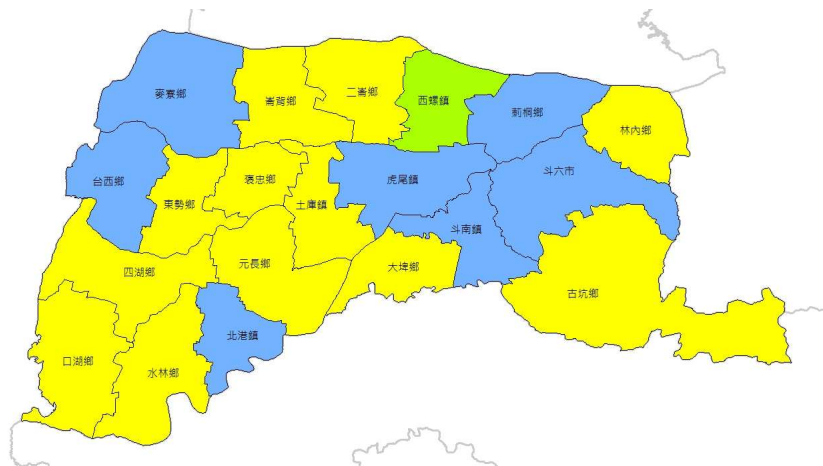 麥寮鄉
崙背鄉
二崙鄉
西螺鎮
莿桐鄉
林內鄉
台西鄉
東勢鄉
褒忠鄉
土庫鎮
虎尾鎮
斗南鎮
斗六市
四湖鄉
元長鄉
大埤鄉
古坑鄉
口湖鄉
水林鄉
北港鎮